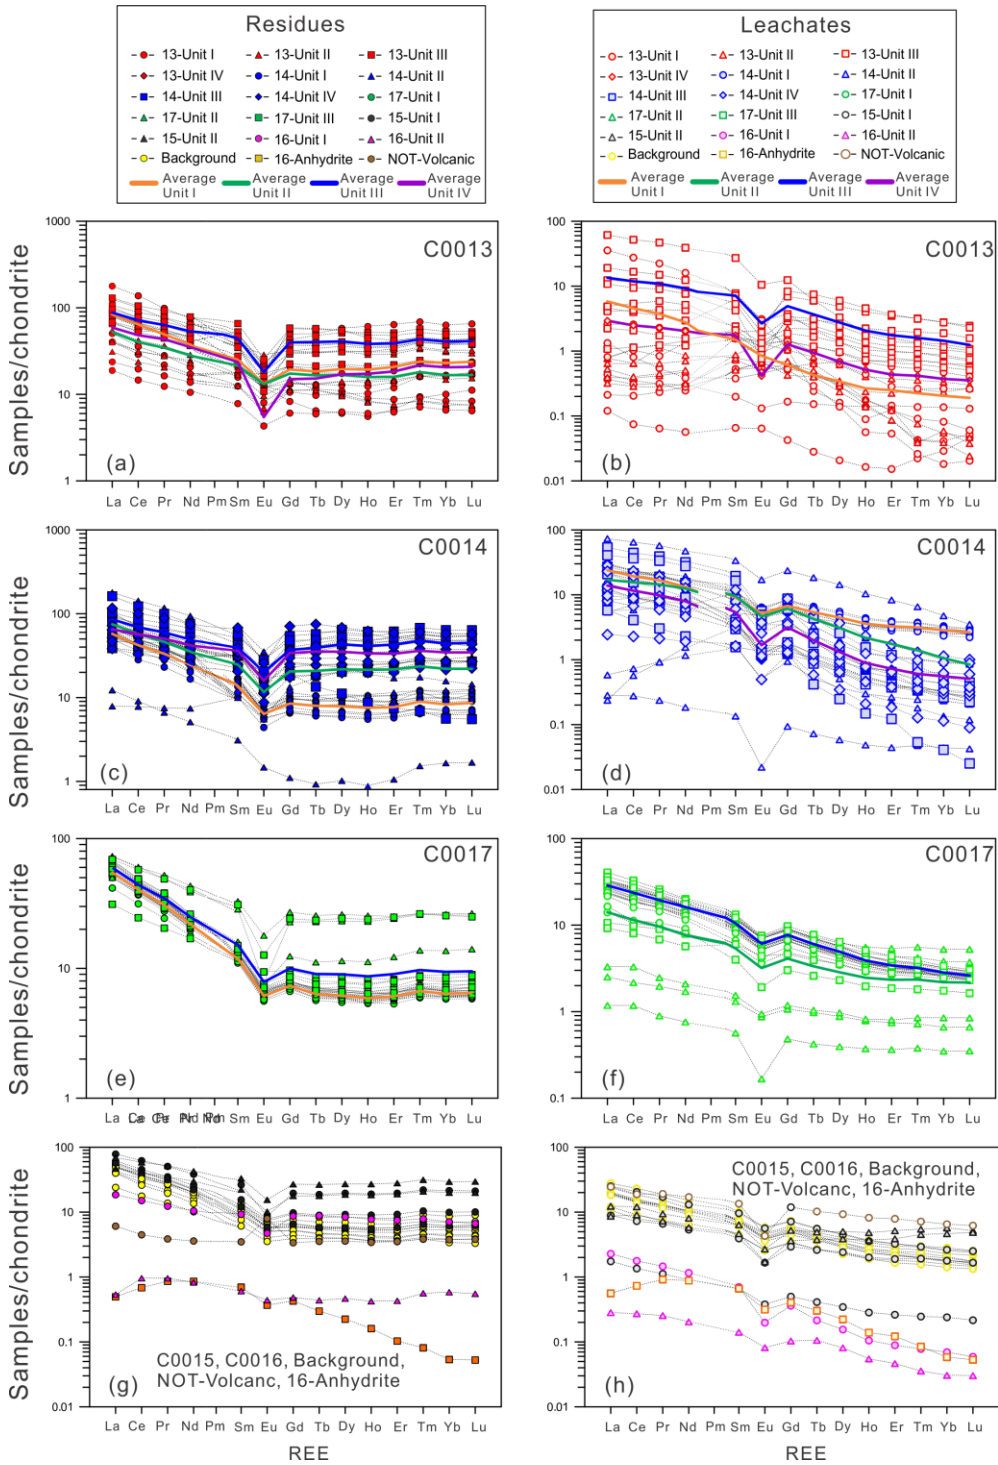 Residues
13-Unit I 13-Unit II 13-Unit III
13-Unit IV 14-Unit I 14-Unit II
14-Unit III 14-Unit IV 17-Unit I
17-Unit II 17-Unit III 15-Unit I
15-Unit II 16-Unit I 16-Unit II
Background 16-Anhydrite NOT-Volcanic
Average Unit I Average Unit II Average Unit III Average Unit IV
Leachates
13-Unit I 13-Unit II 13-Unit III
13-Unit IV 14-Unit I 14-Unit II
14-Unit III 14-Unit IV 17-Unit I
17-Unit II 17-Unit III 15-Unit I
15-Unit II 16-Unit I 16-Unit II
Background 16-Anhydrite NOT-Volcanic
Average Unit I Average Unit II Average Unit III Average Unit IV
Samples/chondrite
1000
100
10
1
C0013
(a)
La Ce Pr Nd Pm Sm Eu Gd Tb Dy Ho Er Tm Yb Lu
100
10
1
0.1
0.01
C0013
(b)
La Ce Pr Nd Pm Sm Eu Gd Tb Dy Ho Er Tm Yb Lu
Samples/chondrite
1000
100
10
1
C0014
(c)
La Ce Pr Nd Pm Sm Eu Gd Tb Dy Ho Er Tm Yb Lu
100
10
1
0.1
0.01
C0014
(d)
La Ce Pr Nd Pm Sm Eu Gd Tb Dy Ho Er Tm Yb Lu
Samples/chondrite
100
10
1
C0017
(e)
La Sm Eu Gd Tb Dy Ho Er Tm Yb Lu
100
10
1
0.1
C0017
(f)
La Ce Pr Nd Pm Sm Eu Gd Tb Dy Ho Er Tm Yb Lu
Samples/chondrite
100
10
1
0.1
0.01
C0015, C0016, Background,
NOT-Volcanc, 16-Anhydrite
(g)
La Ce Pr Nd Pm Sm Eu Gd Tb Dy Ho Er Tm Yb Lu
REE
100
10
1
0.1
0.01
C0015, C0016, Background,
NOT-Volcanc, 16-Anhydrite
(h)
La Ce Pr Nd Pm Sm Eu Gd Tb Dy Ho Er Tm Yb Lu
REE